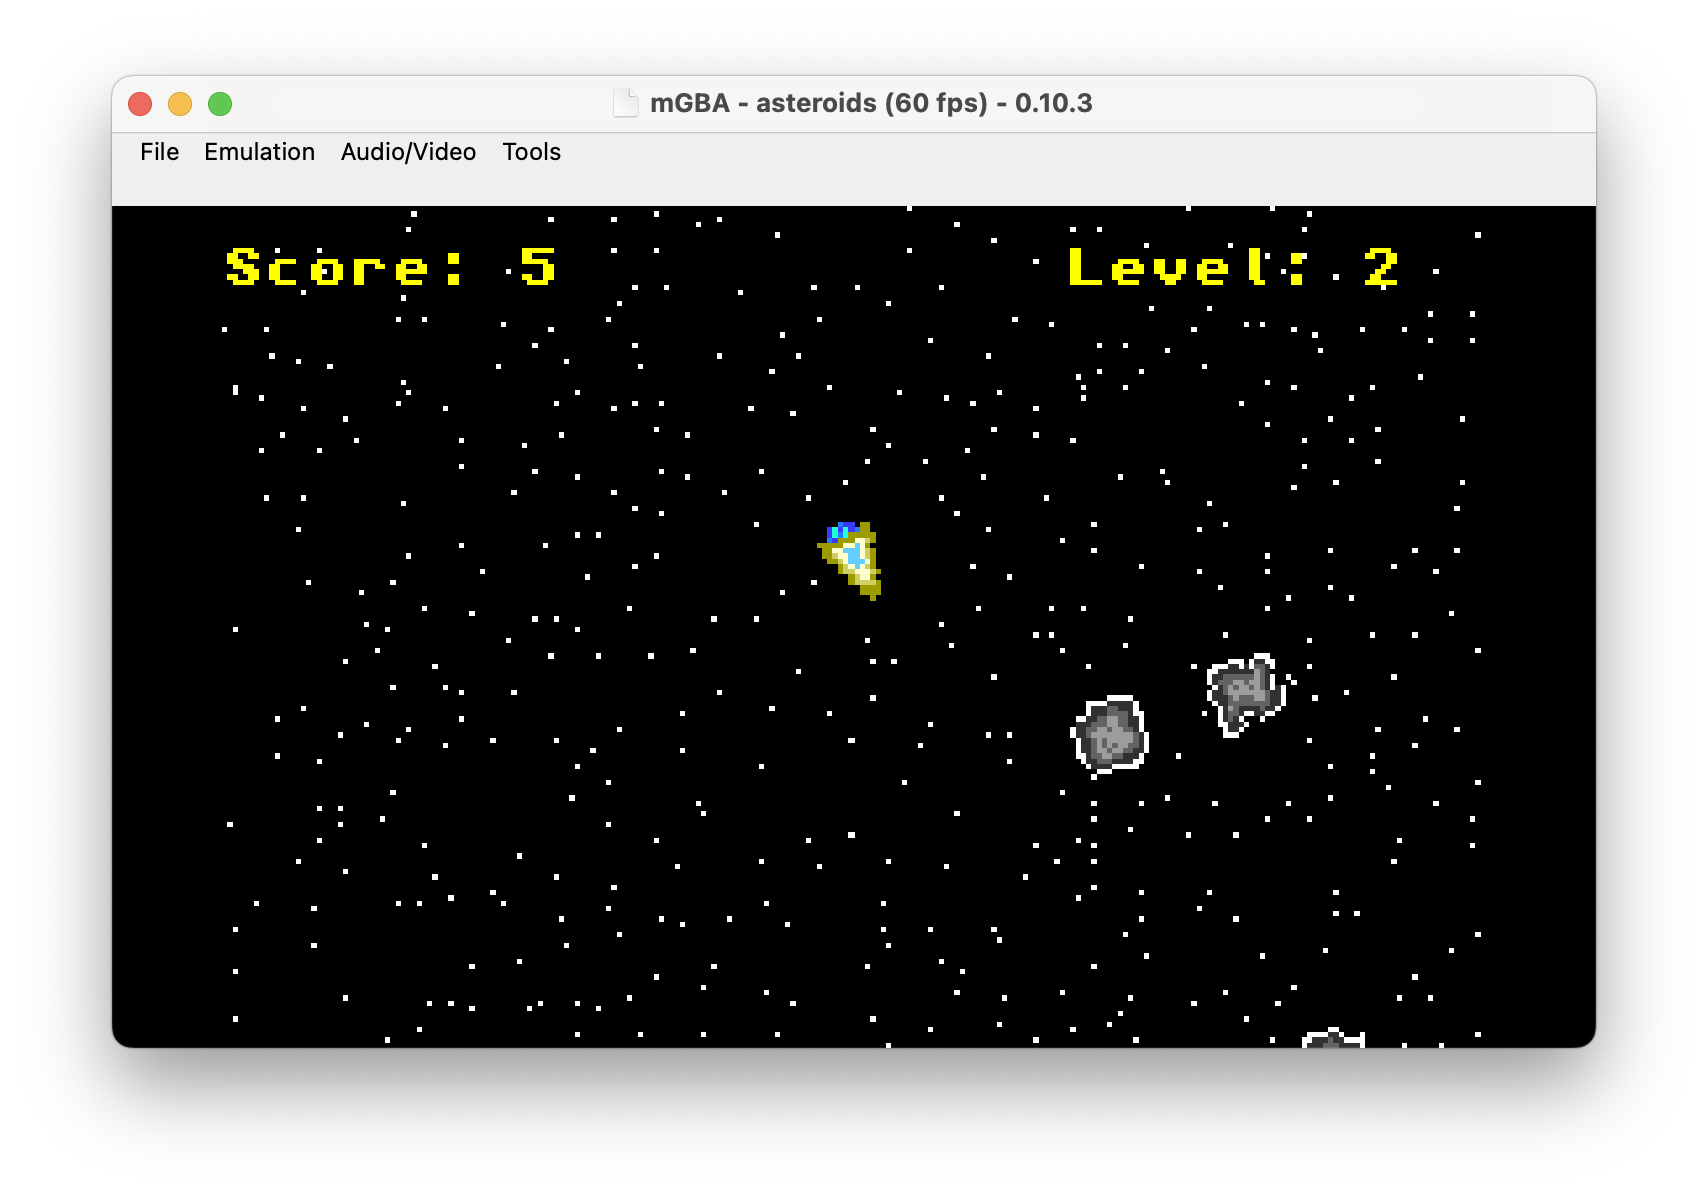 mGBA - asteroids (60 fps) - 0.10.3
File Emulation Audio/Video Tools
Score: 5 Level: 2